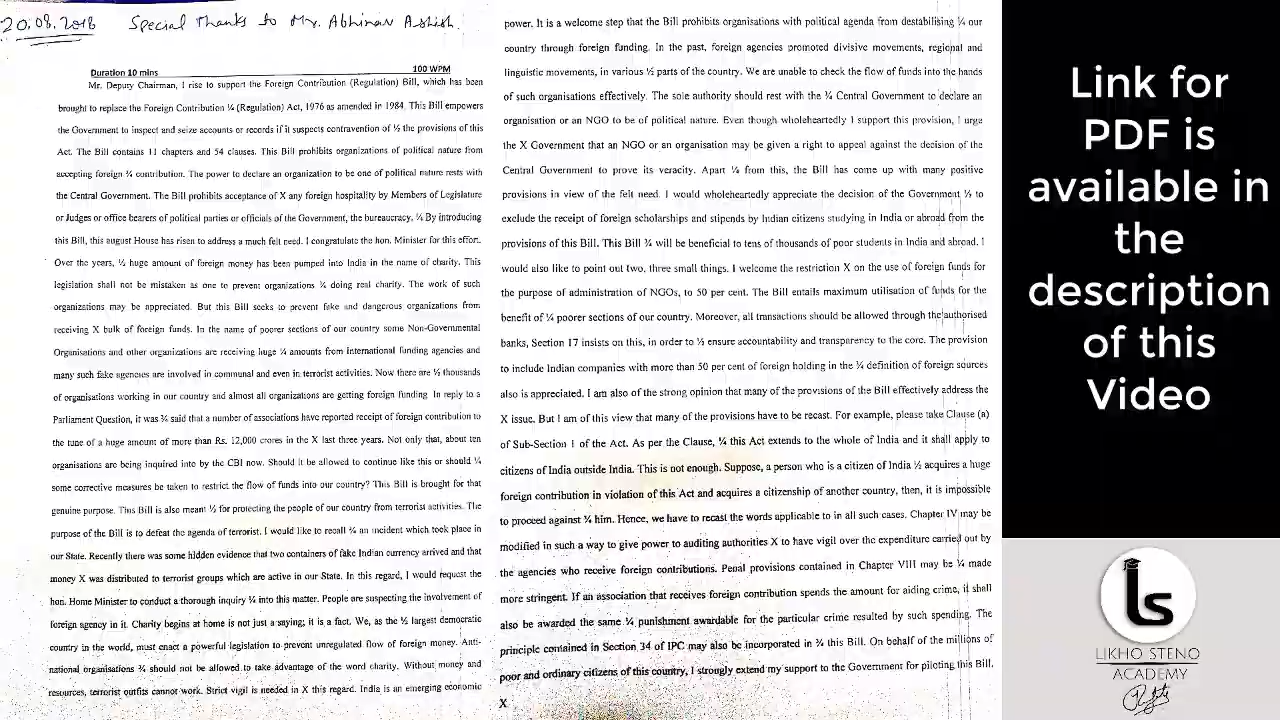 20.08.2018 Special Thanks to Mr. Abhinav Ashish.
Duration 10 mins 100 WPM
Mr. Deputy Chairman, I rise to support the Foreign Contribution (Regulation) Bill, which has been
brought to replace the Foreign Contribution ¼ (Regulation) Act, 1976 as amended in 1984. This Bill empowers
the Government to inspect and seize accounts or records if it suspects contravention of ½ the provisions of this
Act. The Bill contains 11 chapters and 54 clauses. This Bill prohibits organizations of political nature from
accepting foreign ¾ contribution. The power to declare an organization to be one of political nature rests with
the Central Government. The Bill prohibits acceptance of X any foreign hospitality by Members of Legislature
or Judges or office bearers of political parties or officials of the Government, the bureaucracy. ¼ By introducing
this Bill, this august House has risen to address a much felt need. I congratulate the hon. Minister for this effort.
Over the years, ½ huge amount of foreign money has been pumped into India in the name of charity. This
legislation shall not be mistaken as one to prevent organizations ¾ doing real charity. The work of such
organizations may be appreciated. But this Bill seeks to prevent fake and dangerous organizations from
receiving X bulk of foreign funds. In the name of poorer sections of our country some Non-Governmental
Organisations and other organizations are receiving huge ¼ amounts from International funding agencies and
many such fake agencies are involved in communal and even in terrorist activities. Now there are ½ thousands
of organisations working in our country and almost all organizations are getting foreign funding. In reply to a
Parliament Question, it was ¾ said that a number of associations have reported receipt of foreign contribution to
the tune of a huge amount of more than Rs. 12,000 crores in the X last three years. Not only that, about ten
organisations are being inquired into by the CBI now. Should it be allowed to continue like this or should ¼
some corrective measures be taken to restrict the flow of funds into our country? This Bill is brought for that
genuine purpose. This Bill is also meant ½ for protecting the people of our country from terrorist activities. The
purpose of the Bill is to defeat the agenda of terrorist. I would like to recall ¾ an incident which took place in
our State. Recently there was some hidden evidence that two containers of fake Indian currency arrived and that
money X was distributed to terrorist groups which are active in our State. In this regard, I would request the
hon. Home Minister to conduct a thorough inquiry ¼ into this matter. People are suspecting the involvement of
foreign agency in it. Charity begins at home is not just a saying; it is a fact. We, as the ½ largest democratic
country in the world, must enact a powerful legislation to prevent unregulated flow of foreign money. Anti-
national organisations ¾ should not be allowed to take advantage of the word charity. Without money and
resources, terrorist outfits cannot work. Strict vigil is needed in X this regard. India is an emerging economic
power. It is a welcome step that the Bill prohibits organisations with political agenda from destabilising ¼ our
country through foreign funding. In the past, foreign agencies promoted divisive movements, regional and
linguistic movements, in various ½ parts of the country. We are unable to check the flow of funds into the hands
of such organisations effectively. The sole authority should rest with the ¾ Central Government to declare an
organisation or an NGO to be of political nature. Even though wholeheartedly I support this provision, I urge
the X Government that an NGO or an organisation may be given a right to appeal against the decision of the
Central Government to prove its veracity. Apart ¼ from this, the Bill has come up with many positive
provisions in view of the felt need. I would wholeheartedly appreciate the decision of the Government ½ to
exclude the receipt of foreign scholarships and stipends by Indian citizens studying in India or abroad from the
provisions of this Bill. This Bill ¾ will be beneficial to tens of thousands of poor students in India and abroad. I
would also like to point out two, three small things. I welcome the restriction X on the use of foreign funds for
the purpose of administration of NGOs, to 50 per cent. The Bill entails maximum utilisation of funds for the
benefit of ¼ poorer sections of our country. Moreover, all transactions should be allowed through the authorised
banks, Section 17 insists on this, in order to ½ ensure accountability and transparency to the core. The provision
to include Indian companies with more than 50 per cent of foreign holding in the ¾ definition of foreign sources
also is appreciated. I am also of the strong opinion that many of the provisions of the Bill effectively address the
X issue. But I am of this view that many of the provisions have to be recast. For example, please take Clause (a)
of Sub-Section 1 of the Act. As per the Clause, ¼ this Act extends to the whole of India and it shall apply to
citizens of India outside India. This is not enough. Suppose, a person who is a citizen of India ½ acquires a huge
foreign contribution in violation of this Act and acquires a citizenship of another country, then, it is impossible
to proceed against ¾ him. Hence, we have to recast the words applicable to in all such cases. Chapter IV may be
modified in such a way to give power to auditing authorities X to have vigil over the expenditure carried out by
the agencies who receive foreign contributions. Penal provisions contained in Chapter VIII may be ¼ made
more stringent. If an association that receives foreign contribution spends the amount for aiding crime, it shall
also be awarded the same ½ punishment awardable for the particular crime resulted by such spending. The
principle contained in Section 34 of IPC may also be incorporated in ¾ this Bill. On behalf of the millions of
poor and ordinary citizens of this country, I strongly extend my support to the Government for piloting this Bill.
X
Link for
PDF is
available in
the
description
of this
Video
LS
LIKHO STENO
ACADEMY